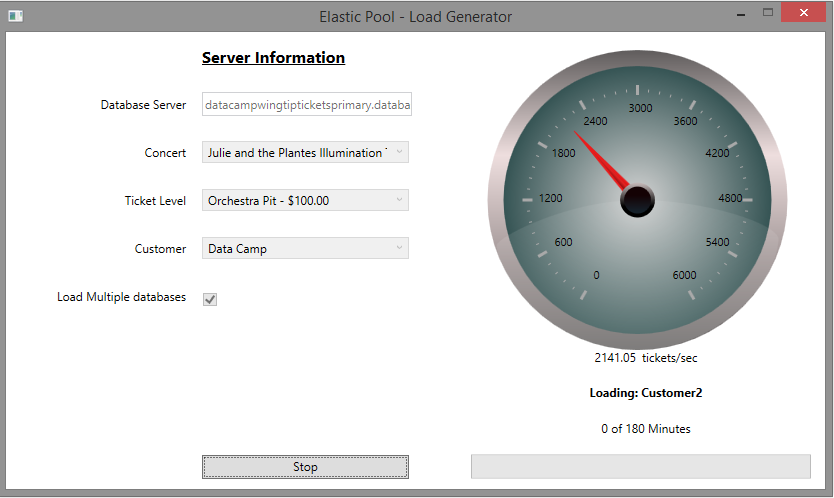 Elastic Pool - Load Generator
Server Information
Database Server datacampwingtipticketsprimary.databa
Concert Julie and the Plantes Illumination
Ticket Level Orchestra Pit - $100.00
Customer Data Camp
Load Multiple databases
Stop
0
600
1200
1800
2400
3000
3600
4200
4800
5400
6000
2141.05 tickets/sec
Loading: Customer2
0 of 180 Minutes